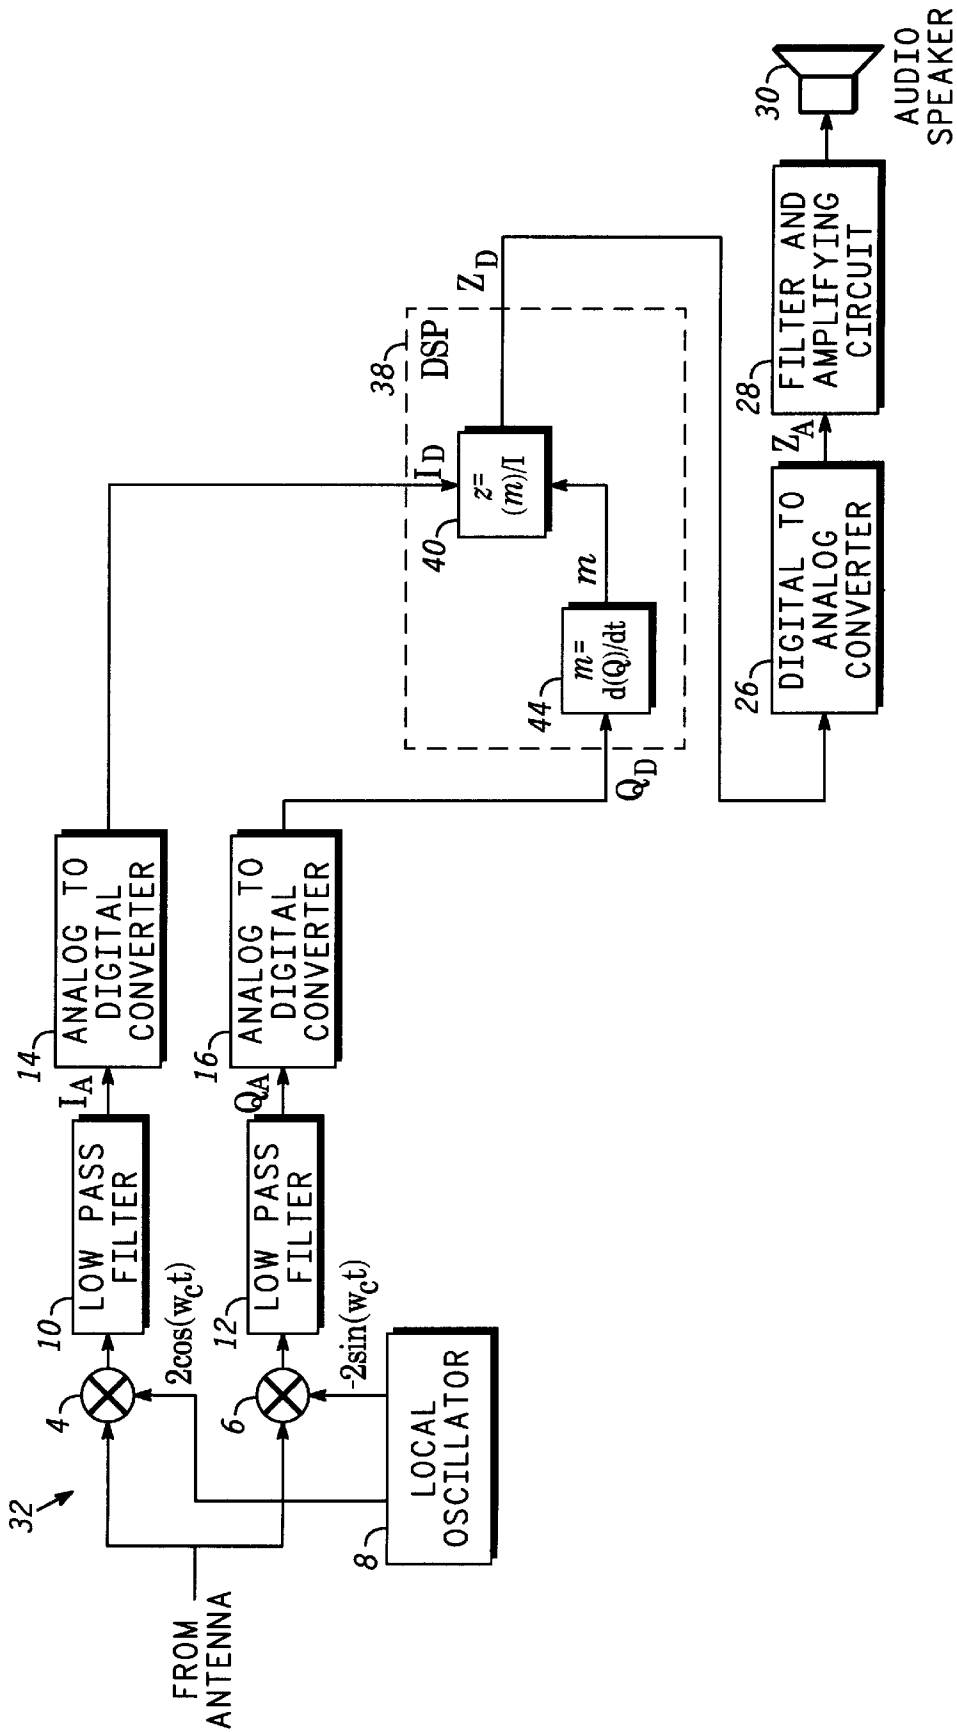 32
FROM
ANTENNA
4
10
LOW PASS
FILTER
I_A
14
ANALOG TO
DIGITAL
CONVERTER
2cos(w_ct)
6
12
LOW PASS
FILTER
Q_A
16
ANALOG TO
DIGITAL
CONVERTER
-2sin(w_ct)
8
LOCAL
OSCILLATOR
38
DSP
I_D
40
z=
(m)/I
Z_D
44
m=
d(Q)/dt
m
Q_D
26
DIGITAL TO
ANALOG
CONVERTER
Z_A
28
FILTER AND
AMPLIFYING
CIRCUIT
30
AUDIO
SPEAKER